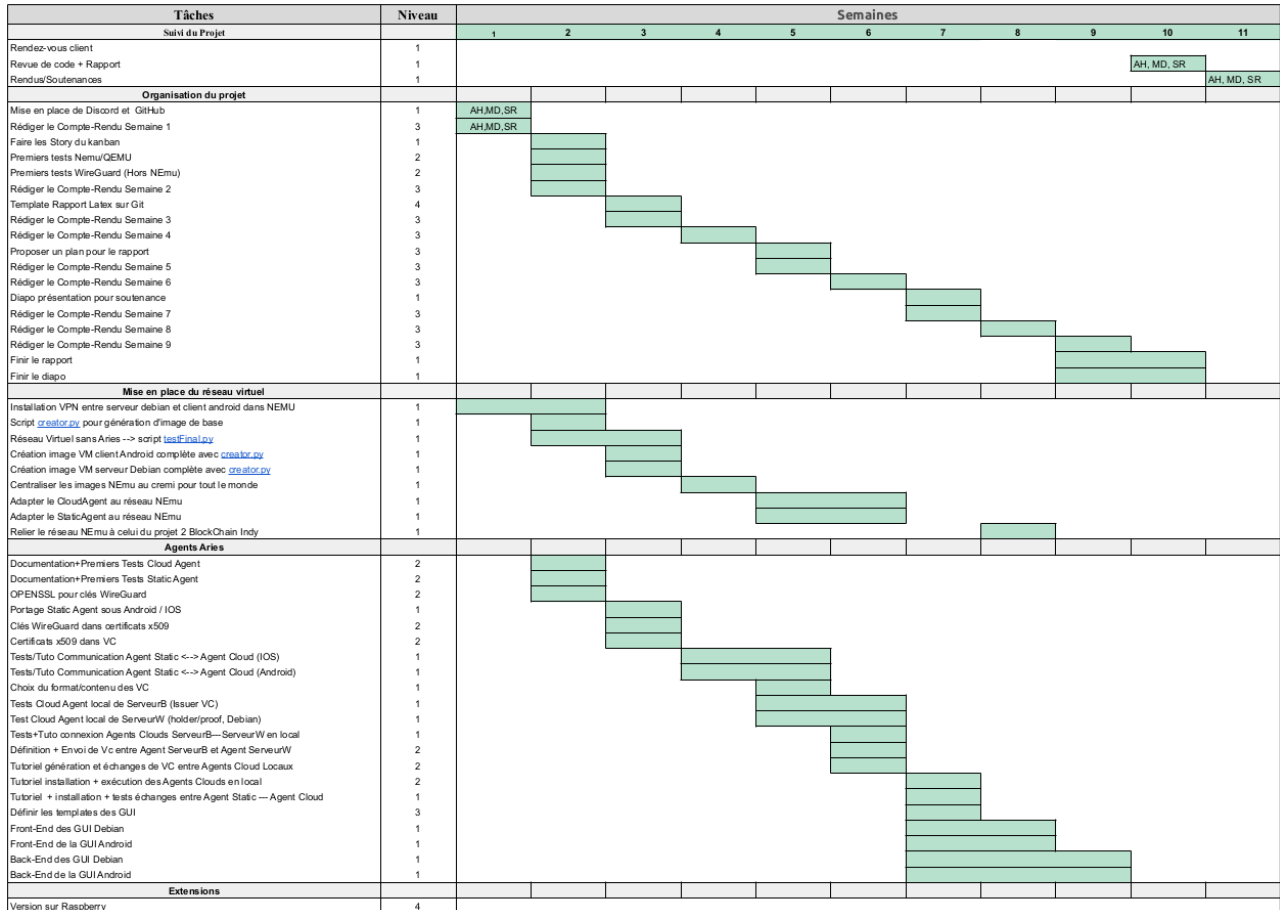 Tâches Niveau Semaines
Suivi du Projet 1 2 3 4 5 6 7 8 9 10 11
Rendez-vous client 1
Revue de code + Rapport 1 AH, MD, SR
Rendus/Soutenances 1 AH, MD, SR
Organisation du projet
Mise en place de Discord et GitHub 1 AH,MD,SR
Rédiger le Compte-Rendu Semaine 1 3 AH,MD,SR
Faire les Story du kanban 1
Premiers tests Nemu/QEMU 2
Premiers tests WireGuard (Hors NEmu) 2
Rédiger le Compte-Rendu Semaine 2 3
Template Rapport Latex sur Git 4
Rédiger le Compte-Rendu Semaine 3 3
Rédiger le Compte-Rendu Semaine 4 3
Proposer un plan pour le rapport 3
Rédiger le Compte-Rendu Semaine 5 3
Rédiger le Compte-Rendu Semaine 6 3
Diapo présentation pour soutenance 1
Rédiger le Compte-Rendu Semaine 7 3
Rédiger le Compte-Rendu Semaine 8 3
Rédiger le Compte-Rendu Semaine 9 3
Finir le rapport 1
Finir le diapo 1
Mise en place du réseau virtuel
Installation VPN entre serveur debian et client android dans NEMU 1
Script creator.py pour génération d'image de base 1
Réseau Virtuel sans Aries --> script testFinal.py 1
Création image VM client Android complète avec creator.py 1
Création image VM serveur Debian complète avec creator.py 1
Centraliser les images NEmu au cremi pour tout le monde 1
Adapter le CloudAgent au réseau NEmu 1
Adapter le StaticAgent au réseau NEmu 1
Relier le réseau NEmu à celui du projet 2 BlockChain Indy 1
Agents Aries
Documentation+Premiers Tests Cloud Agent 2
Documentation+Premiers Tests Static Agent 2
OPENSSL pour clés WireGuard 2
Portage Static Agent sous Android / IOS 1
Clés WireGuard dans certificats x509 2
Certificats x509 dans VC 2
Tests/Tuto Communication Agent Static <--> Agent Cloud (IOS) 1
Tests/Tuto Communication Agent Static <--> Agent Cloud (Android) 1
Choix du format/contenu des VC 1
Tests Cloud Agent local de ServeurB (Issuer VC) 1
Test Cloud Agent local de ServeurW (holder/proof, Debian) 1
Tests+Tuto connexion Agents Clouds ServeurB---ServeurW en local 1
Définition + Envoi de Vc entre Agent ServeurB et Agent ServeurW 2
Tutoriel génération et échanges de VC entre Agents Cloud Locaux 2
Tutoriel installation + exécution des Agents Clouds en local 2
Tutoriel + installation + tests échanges entre Agent Static --- Agent Cloud 1
Définir les templates des GUI 3
Front-End des GUI Debian 1
Front-End de la GUI Android 1
Back-End des GUI Debian 1
Back-End de la GUI Android 1
Extensions
Version sur Raspberry 4